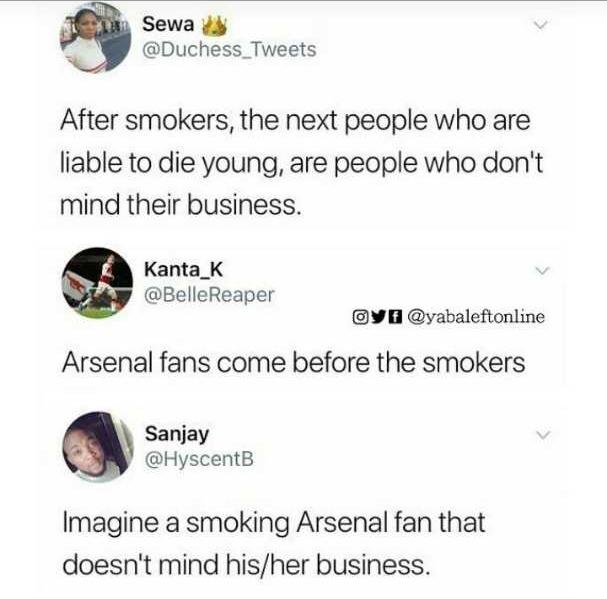 Sewa 👑
@Duchess_Tweets
After smokers, the next people who are
liable to die young, are people who don't
mind their business.
Kanta_K
@BelleReaper
@yabaleftonline
Arsenal fans come before the smokers
Sanjay
@HyscentB
Imagine a smoking Arsenal fan that
doesn't mind his/her business.